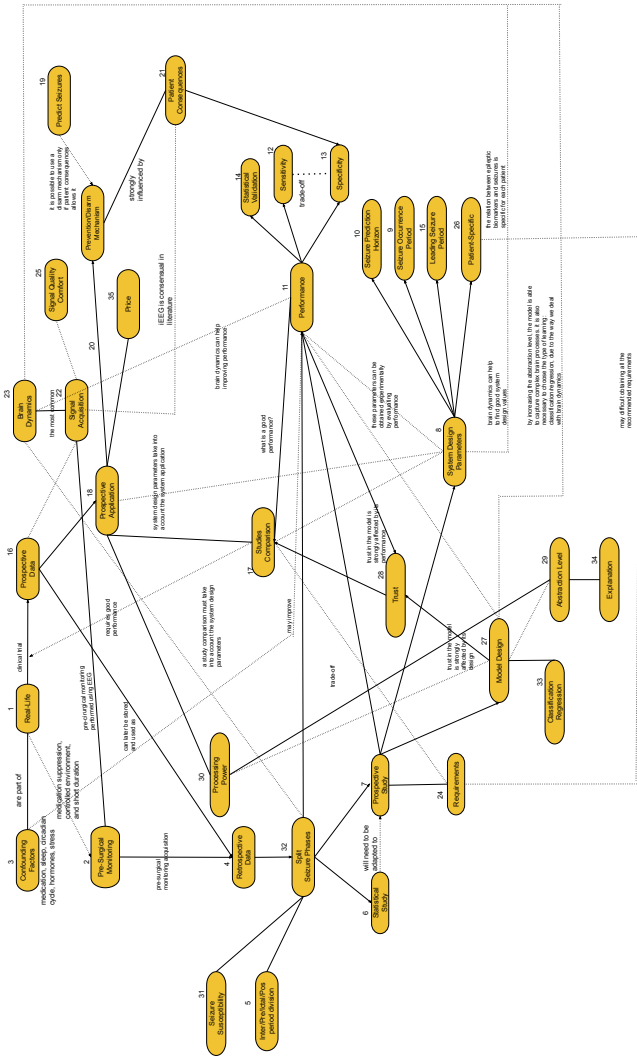 3
Confounding
Factors
medication, sleep, circadian
cycle, hormones, stress
are part of
1
Real-Life
clinical trial
16
Prospective
Data
23
Brain
Dynamics
the most common
22
Signal
Acquisition
25
Signal Quality
Comfort
19
Predict Seizures
it is possible to use a
disarm mechanism only
if patient consequences
allows it
20
Prevention/Disarm
Mechanism
strongly
influenced by
21
Patient
Consequences
35
Price
iEEG is consensual in
literature
medication suppression,
controlled environment,
and short duration
2
Pre-Surgical
Monitoring
pre-cirurgical monitoring
performed using EEG
requires good
performance
18
Prospective
Application
system design parameters take into
account the system application
brain dynamics can help
improving performance
pre-surgical
monitoring acquisition
can later be stored
and used as
a study comparison must take
into account the system design
parameters
30
Processing
Power
4
Retrospective
Data
32
Split
Seizure Phases
31
Seizure
Susceptibility
5
Inter/Pre/Ictal/Pos
period division
17
Studies
Comparison
what is a good
performance?
may improve
11
Performance
14
Statistical
Validation
12
Sensitivity
trade-off
13
Specificity
trade-off
6
Statistical
Study
will need to be
adapted to
7
Prospective
Study
28
Trust
trust in the model is
strongly affected by its
performance
these parameters can be
obtained experimentally
by evaluating
performance
10
Seizure Prediction
Horizon
9
Seizure Occurrence
Period
15
Leading Seizure
Period
26
Patient-Specific
the relation between epileptic
biomarkers and seizures is
specific for each patient
8
System Design
Parameters
brain dynamics can help
to find good system
design values
24
Requirements
trust in the model
is strongly
affected by its
design
27
Model Design
33
Classification
Regression
29
Abstraction Level
34
Explanation
by increasing the abstraction level, the model is able
to capture complex brain processes. it is also
necessary to choose the type of learning:
classification/regression, due to the way we deal
with brain dynamics
may difficult obtaining all the
recommended requirements